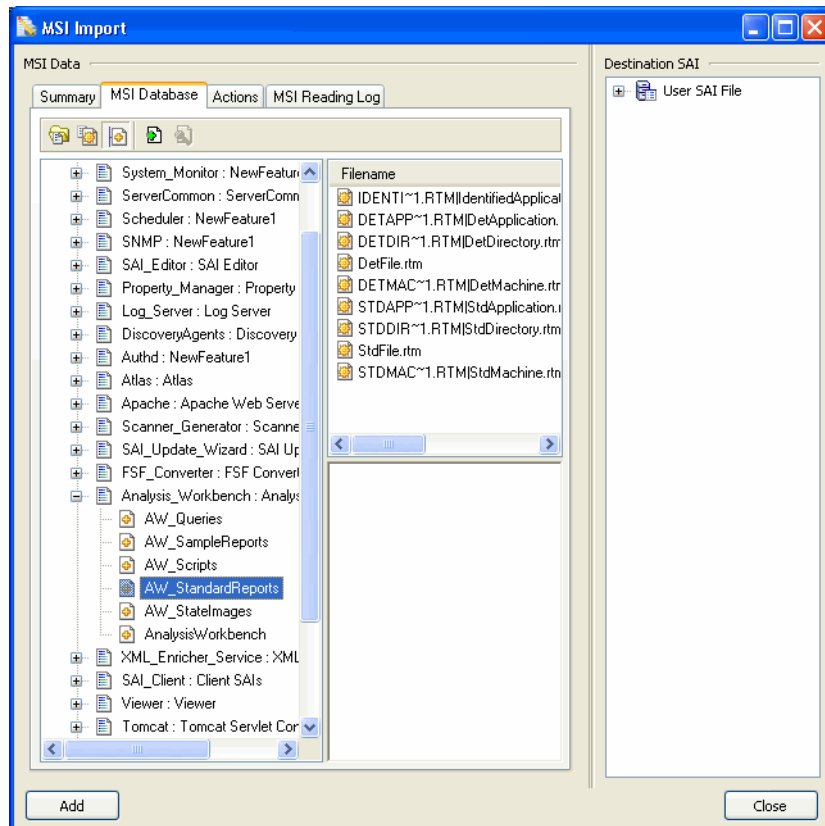 MSI Import
MSI Data
Destination SAI
Summary
MSI Database
Actions
MSI Reading Log
User SAI File
System_Monitor : NewFeatur
ServerCommon : ServerComm
Scheduler : NewFeature1
SNMP : NewFeature1
SAI_Editor : SAI Editor
Property_Manager : Property
Log_Server : Log Server
DiscoveryAgents : Discovery
Authd : NewFeature1
Atlas : Atlas
Apache : Apache Web Serve
Scanner_Generator : Scanne
SAI_Update_Wizard : SAI Up
FSF_Converter : FSF Convert
Analysis_Workbench : Analys
AW_Queries
AW_SampleReports
AW_Scripts
AW_StandardReports
AW_StateImages
AnalysisWorkbench
XML_Enricher_Service : XML
SAI_Client : Client SAIs
Viewer : Viewer
Tomcat : Tomcat Servlet Cor
Filename
IDENTI~1.RTM|IdentifiedApplicat
DETAPP~1.RTM|DetApplication.
DETDIR~1.RTM|DetDirectory.rtm
DetFile.rtm
DETMAC~1.RTM|DetMachine.rtr
STDAPP~1.RTM|StdApplication.r
STDDIR~1.RTM|StdDirectory.rtm
StdFile.rtm
STDMAC~1.RTM|StdMachine.rtn
Add
Close